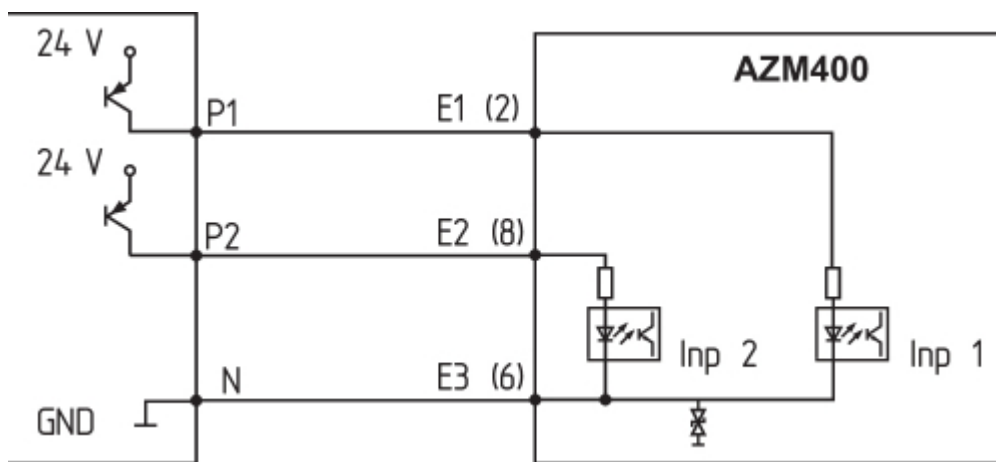 24 V
AZM400
P1
E1 (2)
24 V
P2
E2 (8)
Inp 2
Inp 1
N
E3 (6)
GND